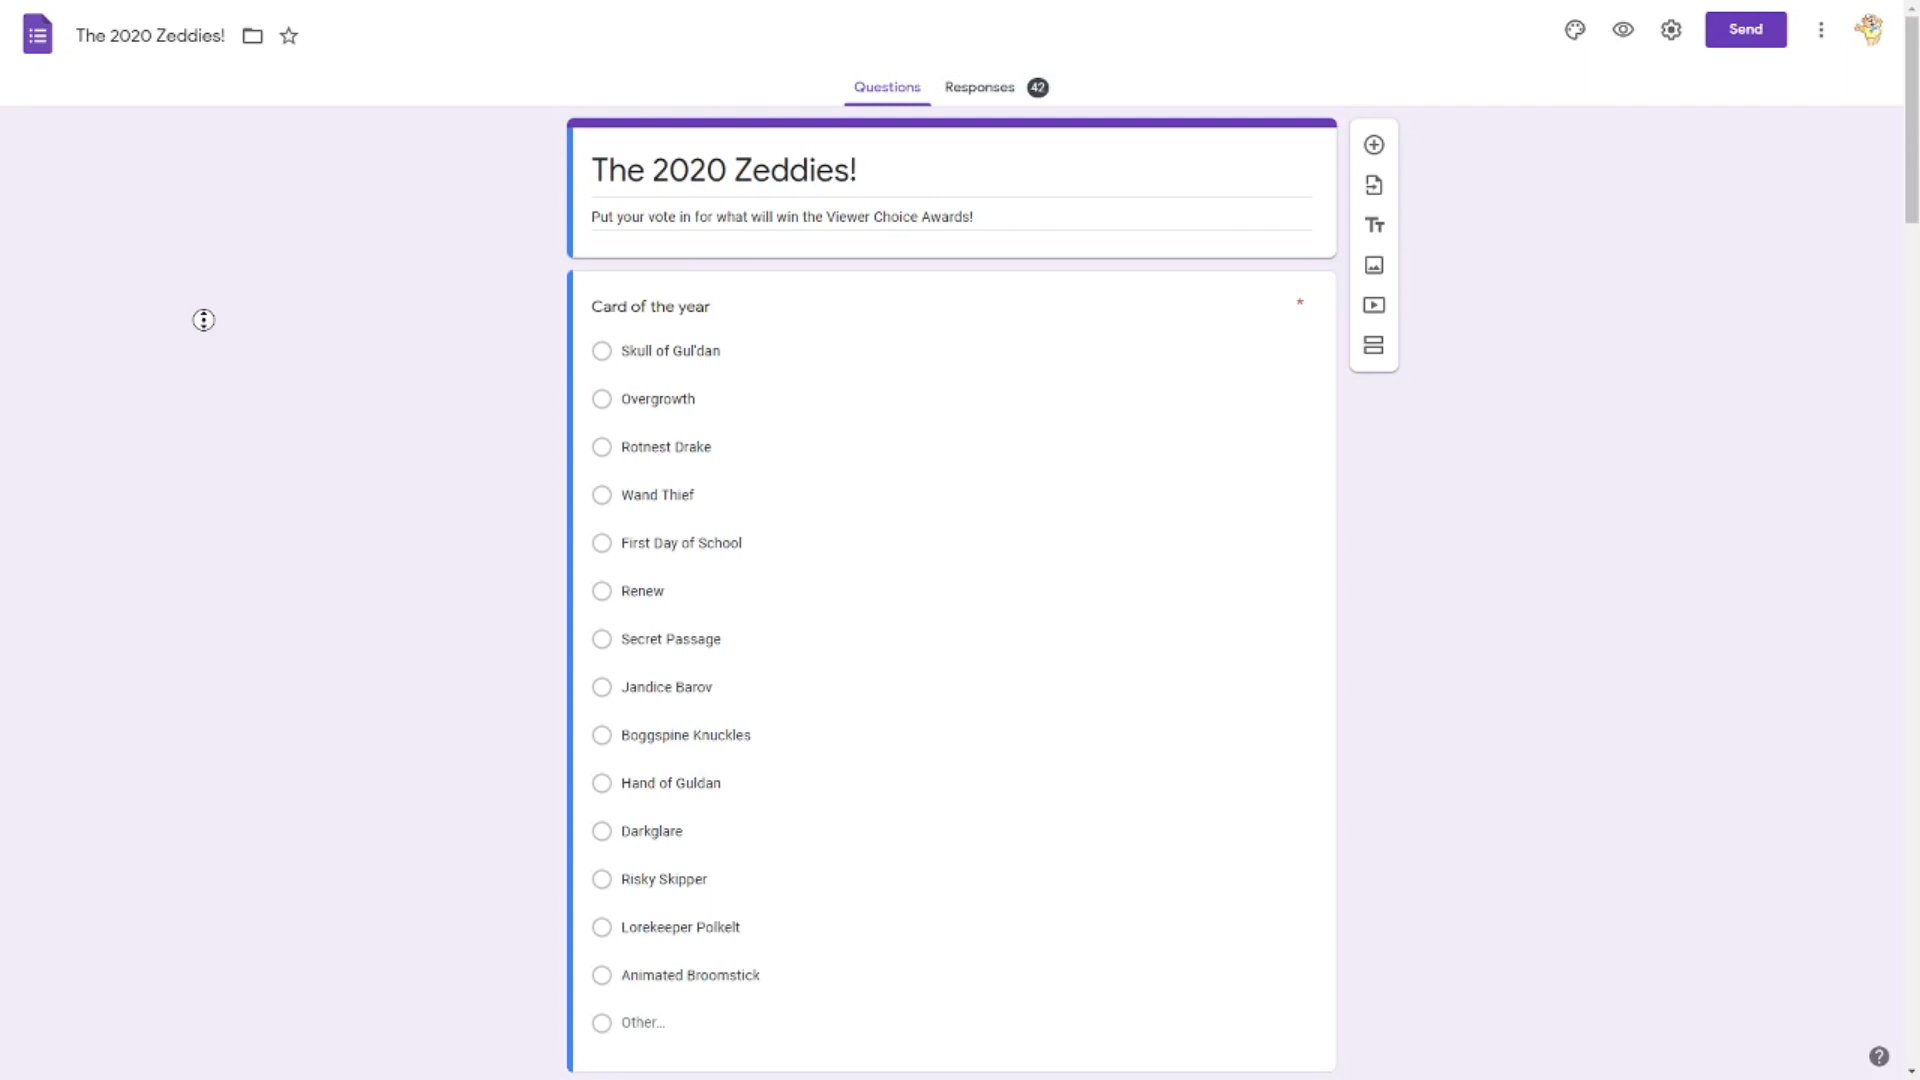 The 2020 Zeddies!
Send
Questions
Responses 42
The 2020 Zeddies!
Put your vote in for what will win the Viewer Choice Awards!
Card of the year *
Skull of Gul'dan
Overgrowth
Rotnest Drake
Wand Thief
First Day of School
Renew
Secret Passage
Jandice Barov
Boggspine Knuckles
Hand of Guldan
Darkglare
Risky Skipper
Lorekeeper Polkelt
Animated Broomstick
Other...